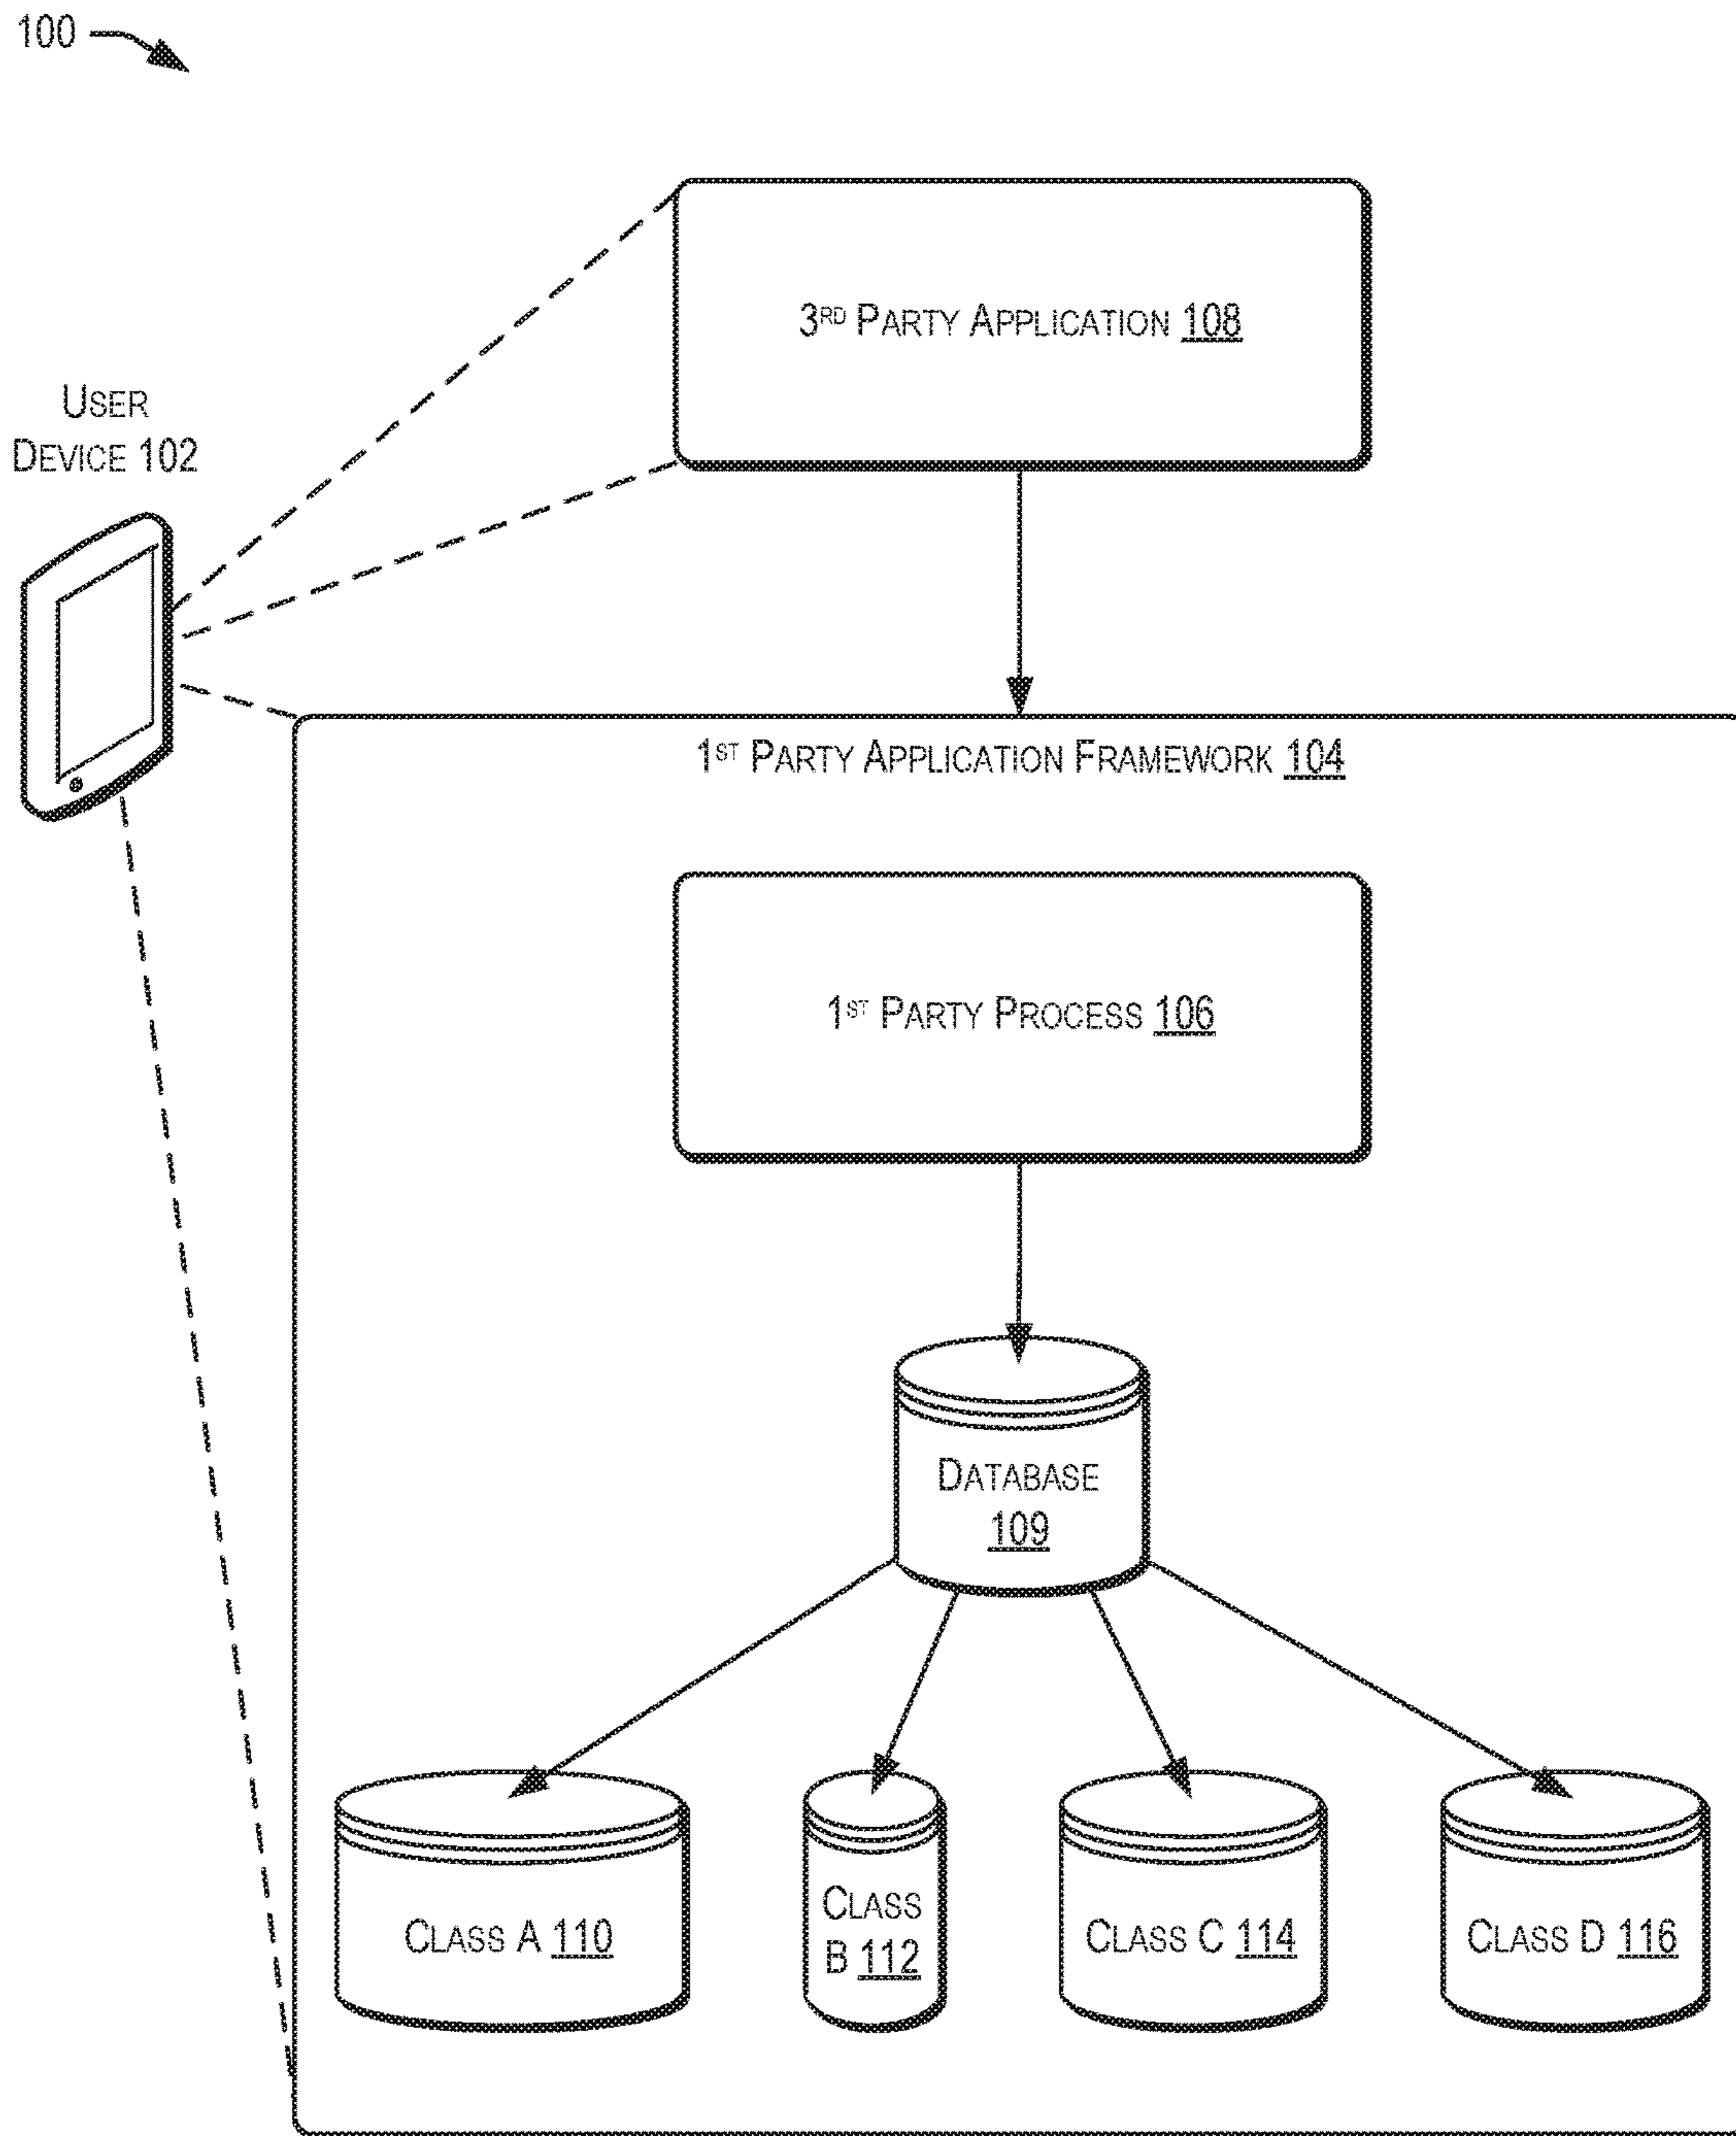 100
3RD PARTY APPLICATION 108
USER
DEVICE 102
1ST PARTY APPLICATION FRAMEWORK 104
1ST PARTY PROCESS 106
DATABASE
109
CLASS A 110
CLASS
B 112
CLASS C 114
CLASS D 116